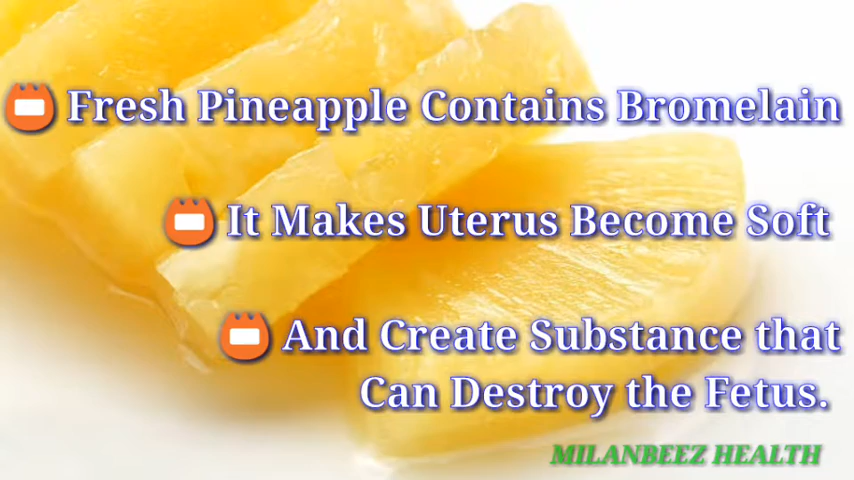 📛 Fresh Pineapple Contains Bromelain
📛 It Makes Uterus Become Soft
📛 And Create Substance that
Can Destroy the Fetus.
MILANBEEZ HEALTH